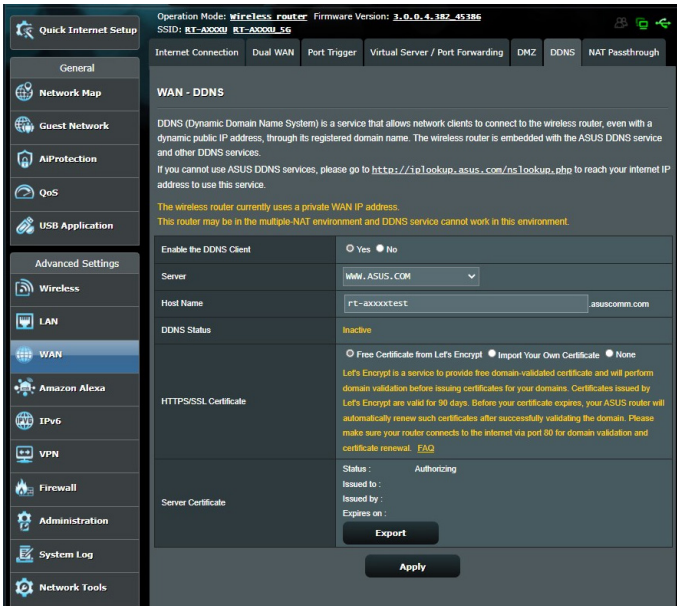 Operation Mode: Wireless router Firmware Version: 3.0.0.4.382_45386
SSID: RT-AXXXU RT-AXXXU_5G
Quick Internet Setup
General
Network Map
Guest Network
AiProtection
QoS
USB Application
Advanced Settings
Wireless
LAN
WAN
Amazon Alexa
IPv6
VPN
Firewall
Administration
System Log
Network Tools
Internet Connection Dual WAN Port Trigger Virtual Server / Port Forwarding DMZ DDNS NAT Passthrough
WAN - DDNS
DDNS (Dynamic Domain Name System) is a service that allows network clients to connect to the wireless router, even with a
dynamic public IP address, through its registered domain name. The wireless router is embedded with the ASUS DDNS service
and other DDNS services.
If you cannot use ASUS DDNS services, please go to http://iplookup.asus.com/nslookup.php to reach your internet IP
address to use this service.
The wireless router currently uses a private WAN IP address.
This router may be in the multiple-NAT environment and DDNS service cannot work in this environment.
Enable the DDNS Client Yes No
Server WWW.ASUS.COM
Host Name rt-axxxxtest .asuscomm.com
DDNS Status Inactive
HTTPS/SSL Certificate
Free Certificate from Let's Encrypt Import Your Own Certificate None
Let's Encrypt is a service to provide free domain-validated certificate and will perform
domain validation before issuing certificates for your domains. Certificates issued by
Let's Encrypt are valid for 90 days. Before your certificate expires, your ASUS router will
automatically renew such certificates after successfully validating the domain. Please
make sure your router connects to the internet via port 80 for domain validation and
certificate renewal. FAQ
Server Certificate
Status : Authorizing
Issued to :
Issued by :
Expires on :
Export
Apply